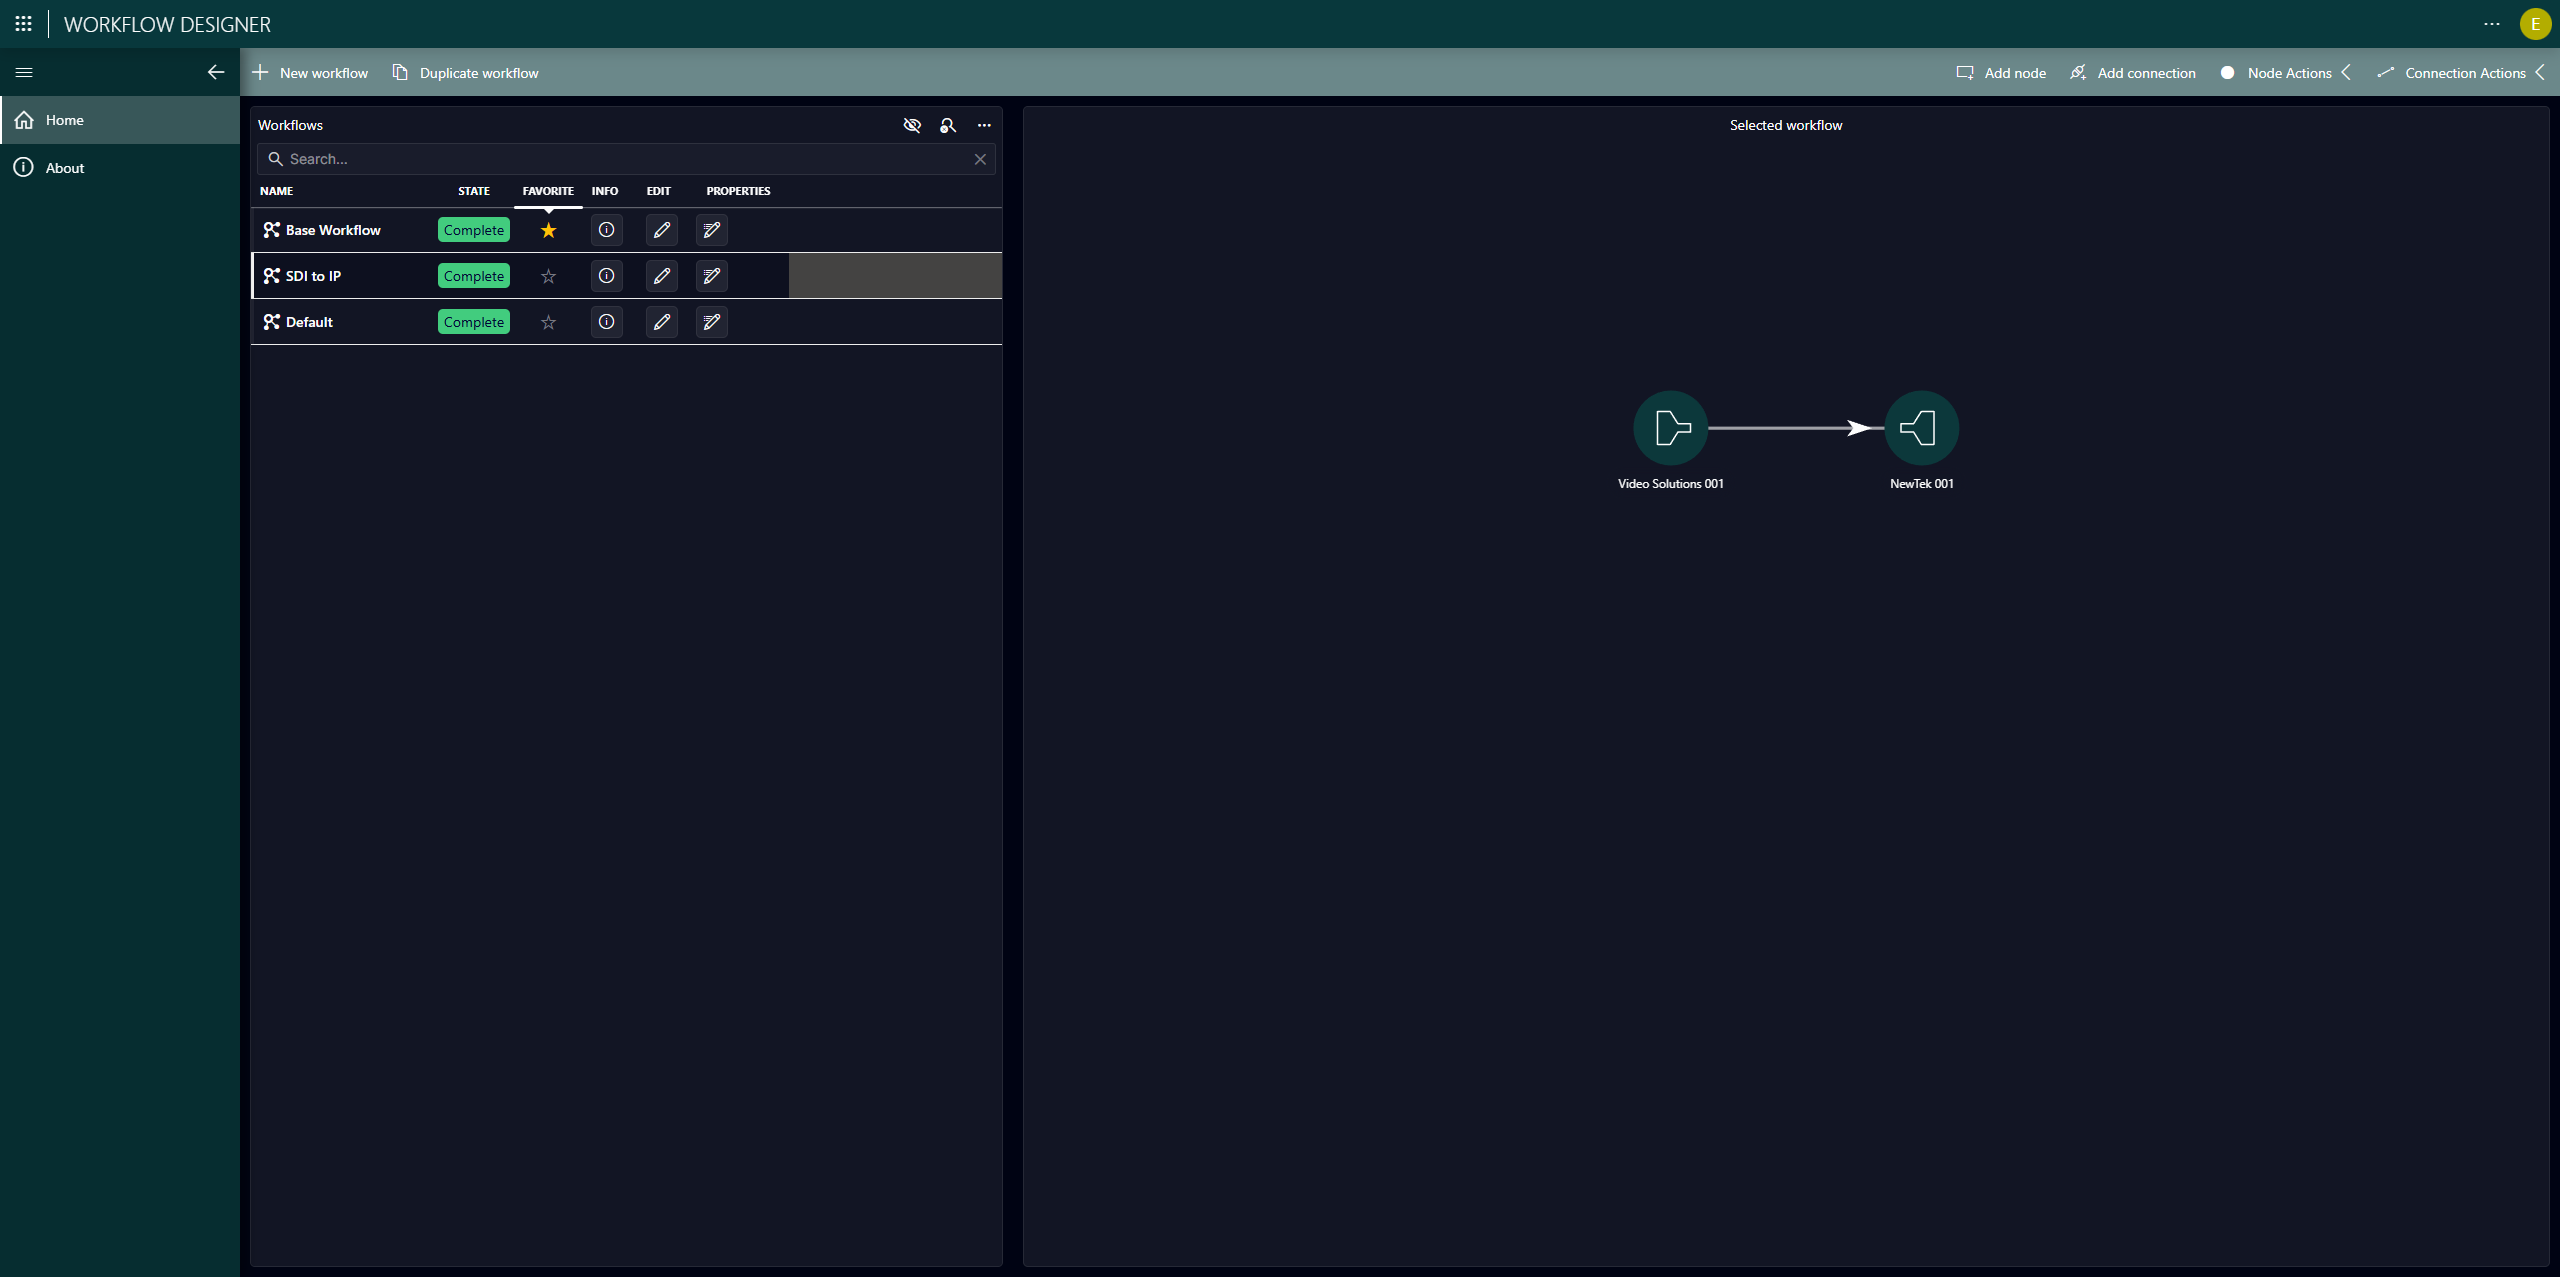 WORKFLOW DESIGNER
E
New workflow
Duplicate workflow
Add node
Add connection
Node Actions
Connection Actions
Home
About
Workflows
Search...
NAME STATE FAVORITE INFO EDIT PROPERTIES
Base Workflow Complete
SDI to IP Complete
Default Complete
Selected workflow
Video Solutions 001
NewTek 001